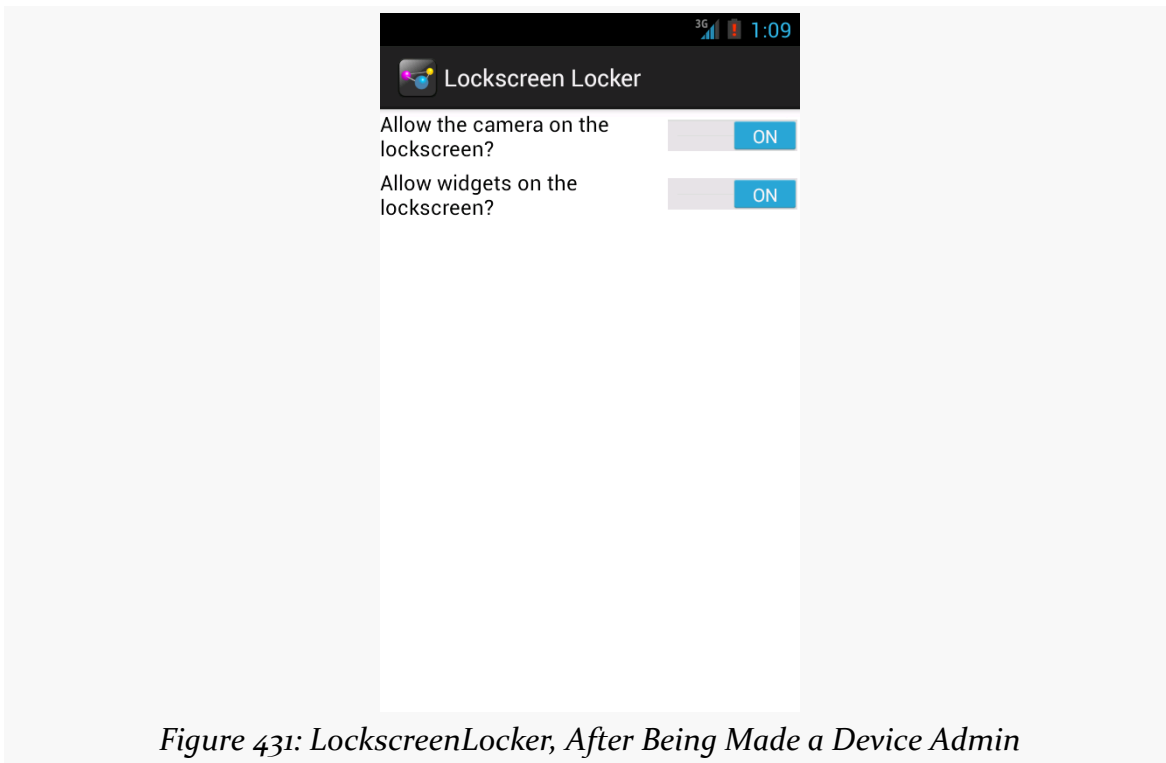 3G 1:09
Lockscreen Locker
Allow the camera on the
lockscreen?
ON
Allow widgets on the
lockscreen?
ON
Figure 431: LockscreenLocker, After Being Made a Device Admin